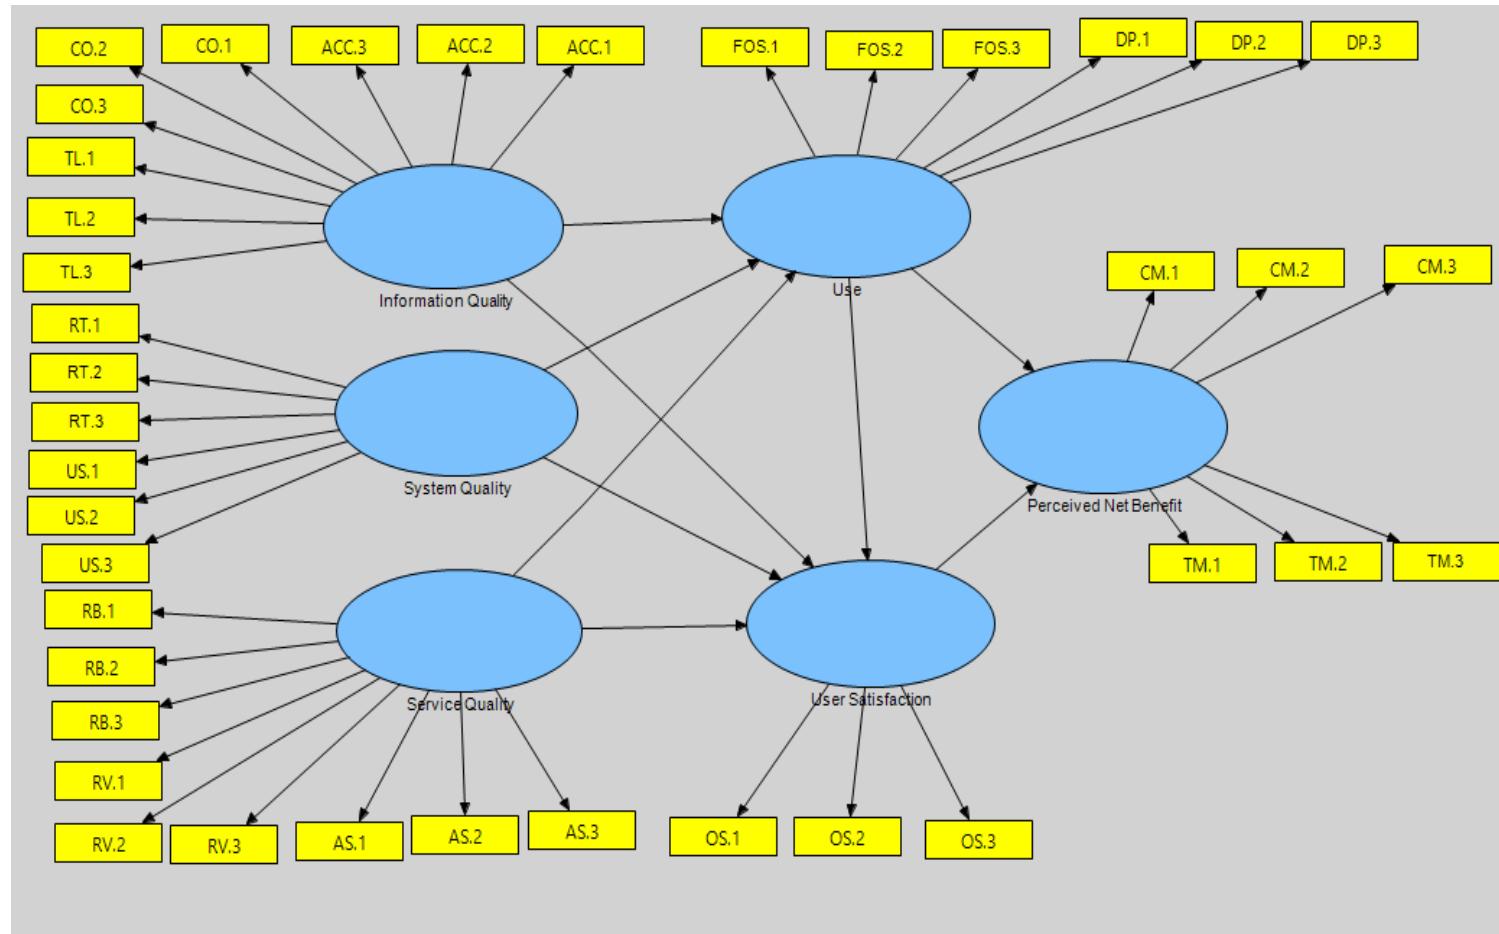 CO.2
CO.1
ACC.3
ACC.2
ACC.1
FOS.1
FOS.2
FOS.3
DP.1
DP.2
DP.3
CO.3
TL.1
TL.2
TL.3
Information Quality
Use
CM.1
CM.2
CM.3
RT.1
RT.2
RT.3
US.1
US.2
US.3
System Quality
Perceived Net Benefit
TM.1
TM.2
TM.3
RB.1
RB.2
RB.3
RV.1
RV.2
RV.3
Service Quality
User Satisfaction
AS.1
AS.2
AS.3
OS.1
OS.2
OS.3